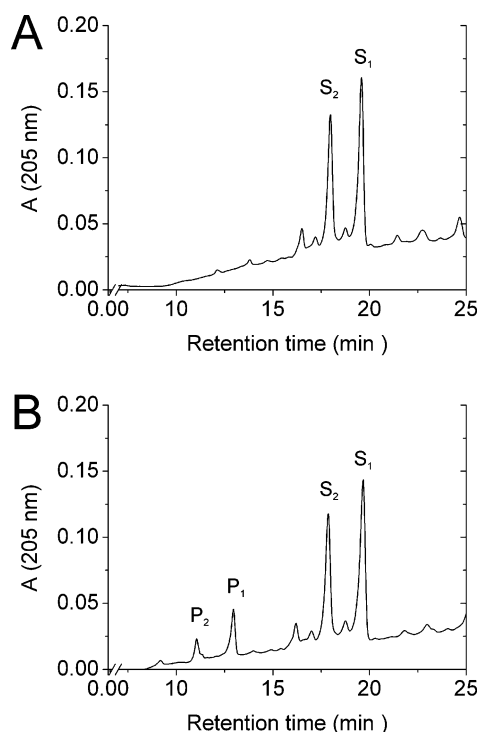 A
0.20
S₁
S₂
0.15
A (205 nm)
0.10
0.05
0.00
0.00 10 15 20 25
Retention time (min )
B
0.20
S₁
S₂
0.15
A (205 nm)
0.10
P₁
P₂
0.05
0.00
0.00 10 15 20 25
Retention time (min )